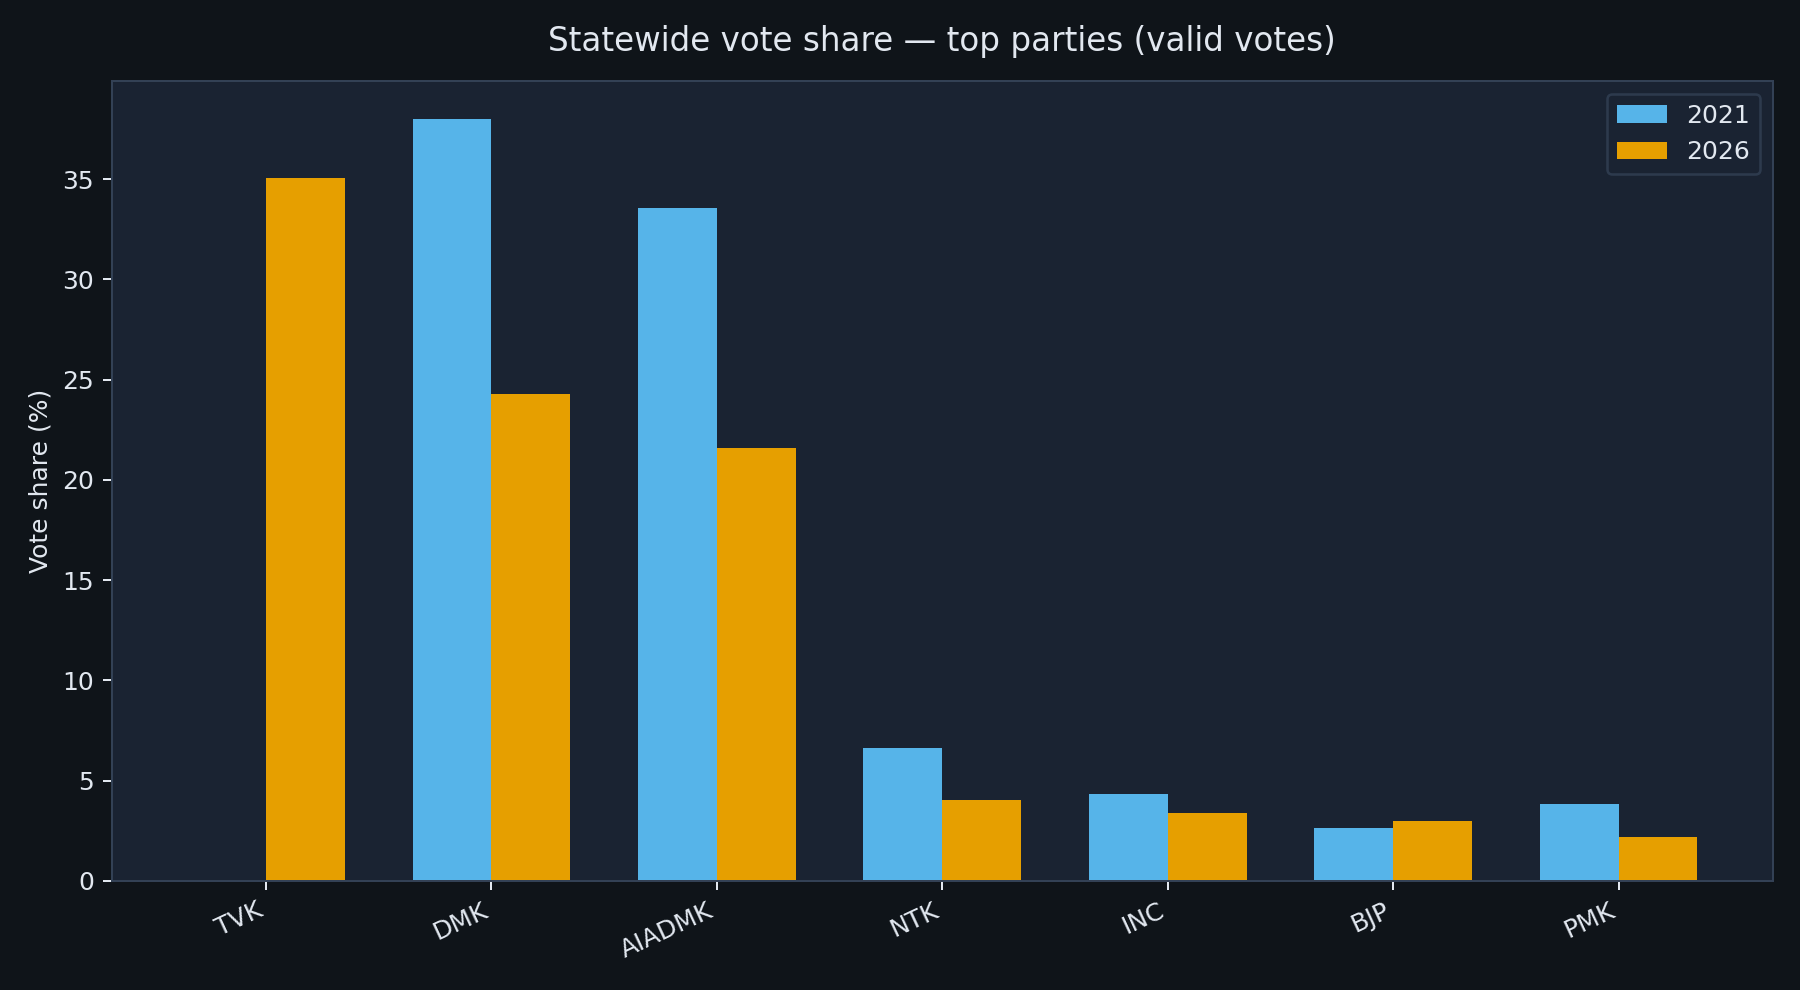 Statewide vote share — top parties (valid votes)
2021
2026
Vote share (%)
35
30
25
20
15
10
5
0
TVK
DMK
AIADMK
NTK
INC
BJP
PMK